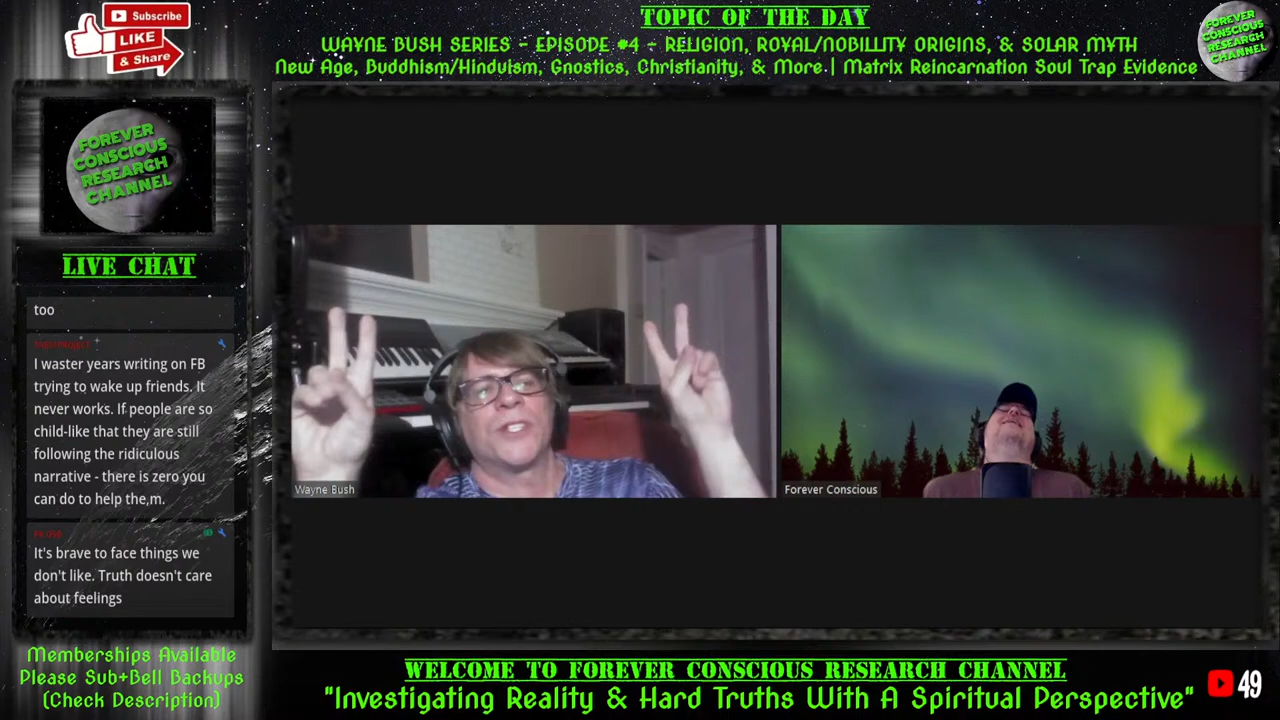 Subscribe
LIKE
& Share
TOPIC OF THE DAY
WAYNE BUSH SERIES - EPISODE #4 - RELIGION, ROYAL/NOBILLITY ORIGINS, & SOLAR MYTH
New Age, Buddhism/Hinduism, Gnostics, Christianity, & More | Matrix Reincarnation Soul Trap Evidence
FOREVER
CONSCIOUS
RESEARCH
CHANNEL
FOREVER
CONSCIOUS
RESEARCH
CHANNEL
LIVE CHAT
too
I waster years writing on FB
trying to wake up friends. It
never works. If people are so
child-like that they are still
following the ridiculous
narrative - there is zero you
can do to help the,m.
It's brave to face things we
don't like. Truth doesn't care
about feelings
Wayne Bush
Forever Conscious
Memberships Available
Please Sub+Bell Backups
(Check Description)
WELCOME TO FOREVER CONSCIOUS RESEARCH CHANNEL
"Investigating Reality & Hard Truths With A Spiritual Perspective"
49